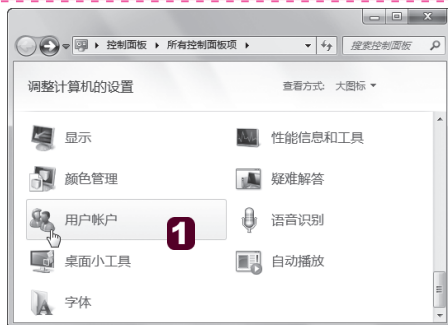 控制面板 ▸ 所有控制面板项 ▸ 搜索控制面板
调整计算机的设置 查看方式: 大图标
显示 性能信息和工具
颜色管理 疑难解答
用户帐户 1 语音识别
桌面小工具 自动播放
字体